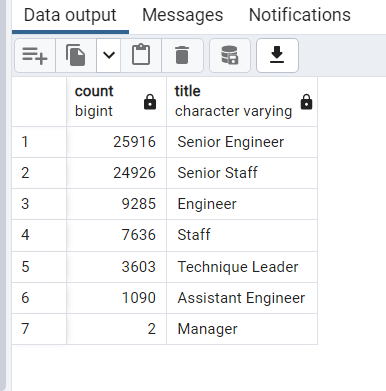 Data output Messages Notifications
count title
bigint character varying
1 25916 Senior Engineer
2 24926 Senior Staff
3 9285 Engineer
4 7636 Staff
5 3603 Technique Leader
6 1090 Assistant Engineer
7 2 Manager